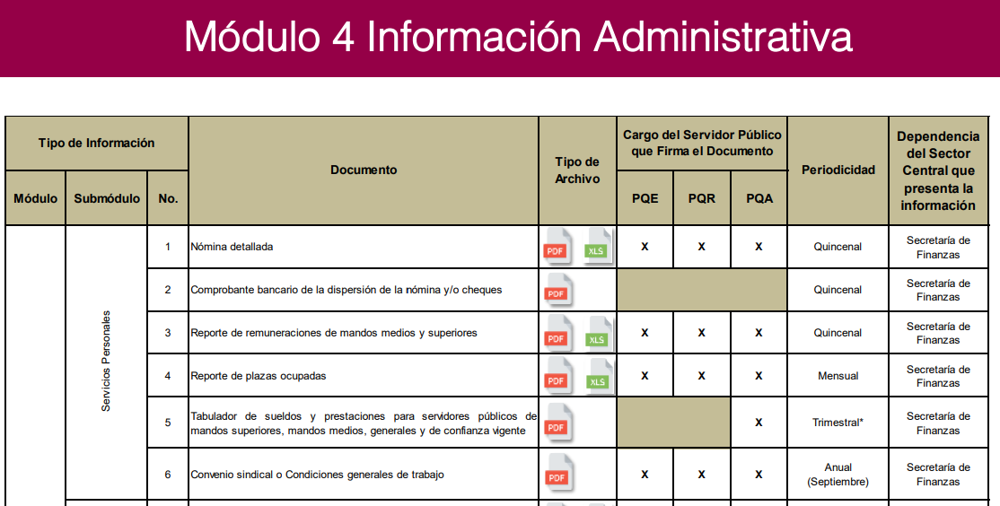 Módulo 4 Información Administrativa
Tipo de Información
Documento
Tipo de
Archivo
Cargo del Servidor Público
que Firma el Documento
Periodicidad
Dependencia
del Sector
Central que
presenta la
información
Módulo
Submódulo
No.
PQE
PQR
PQA
Servicios Personales
1
Nómina detallada
PDF
XLS
X
X
X
Quincenal
Secretaría de
Finanzas
2
Comprobante bancario de la dispersión de la nómina y/o cheques
PDF
Quincenal
Secretaría de
Finanzas
3
Reporte de remuneraciones de mandos medios y superiores
PDF
XLS
X
X
X
Quincenal
Secretaría de
Finanzas
4
Reporte de plazas ocupadas
PDF
XLS
X
X
X
Mensual
Secretaría de
Finanzas
5
Tabulador de sueldos y prestaciones para servidores públicos de
mandos superiores, mandos medios, generales y de confianza vigente
PDF
X
Trimestral*
Secretaría de
Finanzas
6
Convenio sindical o Condiciones generales de trabajo
PDF
X
X
X
Anual
(Septiembre)
Secretaría de
Finanzas